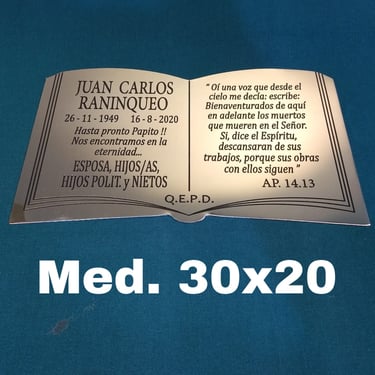 JUAN CARLOS
RANINQUEO
26 - 11 - 1949 16 - 8 - 2020
Hasta pronto Papito !!
Nos encontramos en la
eternidad...
ESPOSA, HIJOS/AS,
HIJOS POLIT. y NIETOS
" Oí una voz que desde el
cielo me decía: escribe:
Bienaventurados de aquí
en adelante los muertos
que mueren en el Señor.
Sí, dice el Espíritu,
descansaran de sus
trabajos, porque sus obras
con ellos siguen "
AP. 14.13
Q.E.P.D.
Med. 30x20